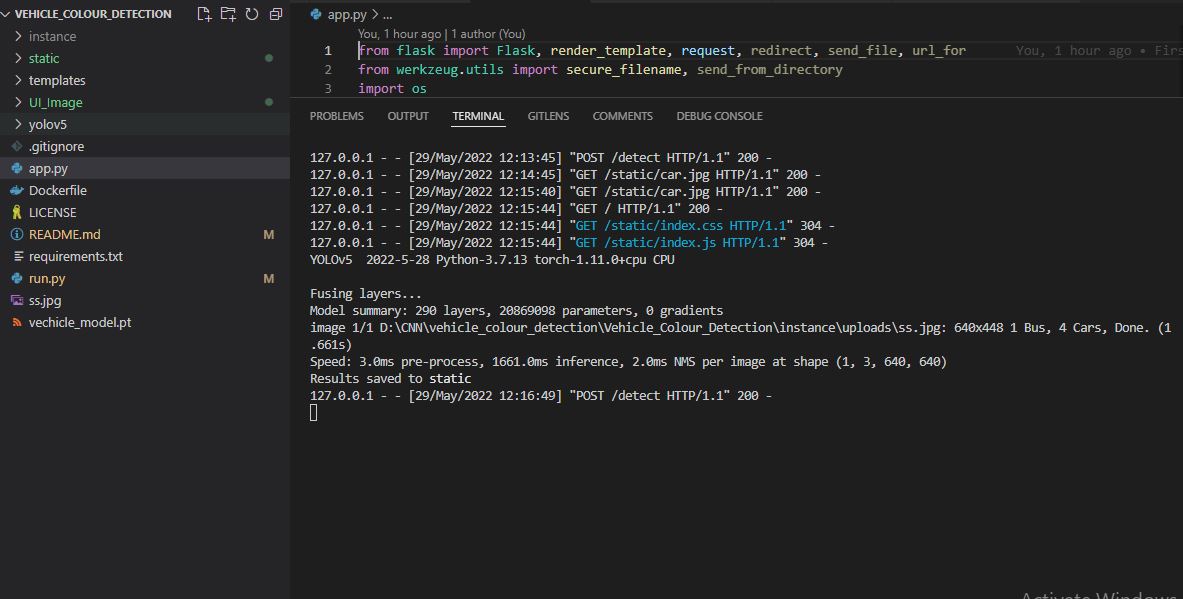 VEHICLE_COLOUR_DETECTION
instance
static
templates
UI_Image
yolov5
.gitignore
app.py
Dockerfile
LICENSE
README.md M
requirements.txt
run.py M
ss.jpg
vechicle_model.pt
app.py > ...
You, 1 hour ago | 1 author (You)
1 from flask import Flask, render_template, request, redirect, send_file, url_for You, 1 hour ago • Firs
2 from werkzeug.utils import secure_filename, send_from_directory
3 import os
PROBLEMS OUTPUT TERMINAL GITLENS COMMENTS DEBUG CONSOLE
127.0.0.1 - - [29/May/2022 12:13:45] "POST /detect HTTP/1.1" 200 -
127.0.0.1 - - [29/May/2022 12:14:45] "GET /static/car.jpg HTTP/1.1" 200 -
127.0.0.1 - - [29/May/2022 12:15:40] "GET /static/car.jpg HTTP/1.1" 200 -
127.0.0.1 - - [29/May/2022 12:15:44] "GET / HTTP/1.1" 200 -
127.0.0.1 - - [29/May/2022 12:15:44] "GET /static/index.css HTTP/1.1" 304 -
127.0.0.1 - - [29/May/2022 12:15:44] "GET /static/index.js HTTP/1.1" 304 -
YOLOv5 2022-5-28 Python-3.7.13 torch-1.11.0+cpu CPU
Fusing layers...
Model summary: 290 layers, 20869098 parameters, 0 gradients
image 1/1 D:\CNN\vehicle_colour_detection\Vehicle_Colour_Detection\instance\uploads\ss.jpg: 640x448 1 Bus, 4 Cars, Done. (1
.661s)
Speed: 3.0ms pre-process, 1661.0ms inference, 2.0ms NMS per image at shape (1, 3, 640, 640)
Results saved to static
127.0.0.1 - - [29/May/2022 12:16:49] "POST /detect HTTP/1.1" 200 -
Activate Windows